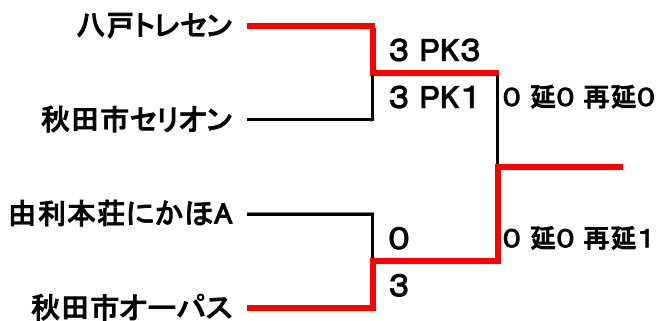 八戸トレセン
3 PK3
3 PK1
0 延0 再延0
秋田市セリオン
由利本荘にかほA
0
0 延0 再延1
3
秋田市オーパス